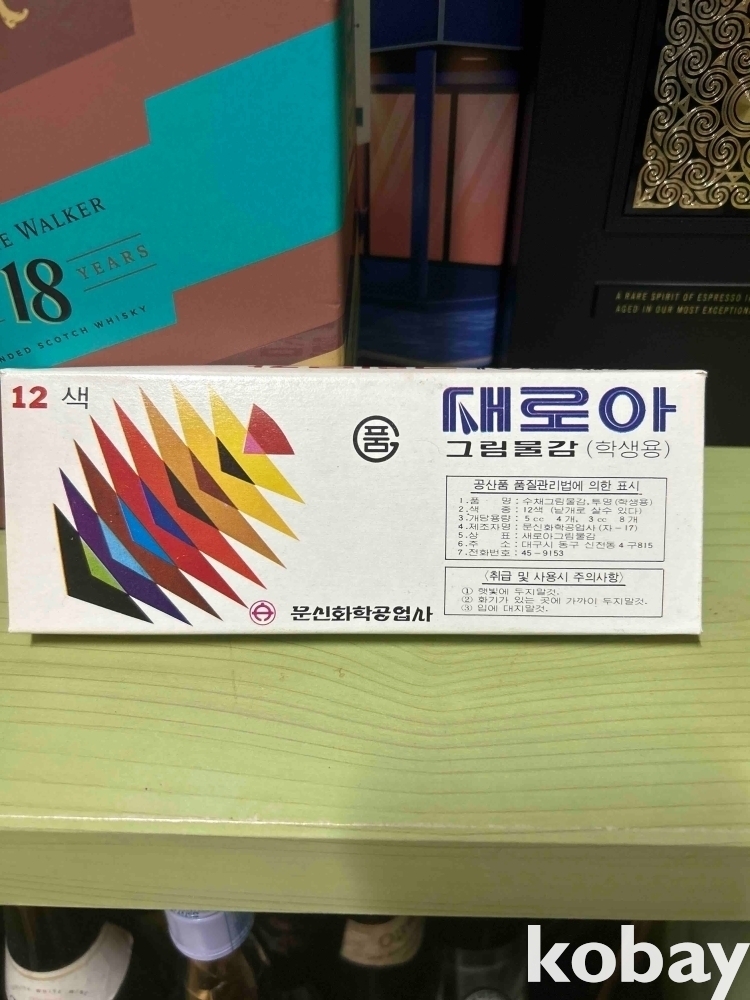 E WALKER
18 YEARS
NDED SCOTCH WHISKY
A RARE SPIRIT OF ESPRESSO
AGED IN OUR MOST EXCEPTION
12 색
품
새로아
그림물감 (학생용)
공산품 품질관리법에 의한 표시
1. 품 명 : 수채그림물감, 투명 (학생용)
2. 색 종 : 12색 (낱개로 살수 있다)
3. 개당용량 : 5cc 4개, 3cc 8개
4. 제조자명 : 문신화학공업사 (자-17)
5. 상 표 : 새로아그림물감
6. 주 소 : 대구시 동구 신천동 4구815
7. 전화번호 : 45-9153
〈취급 및 사용시 주의사항〉
① 햇빛에 두지말것.
② 화기가 있는 곳에 가까이 두지말것.
③ 입에 대지말것.
문신화학공업사
kobay